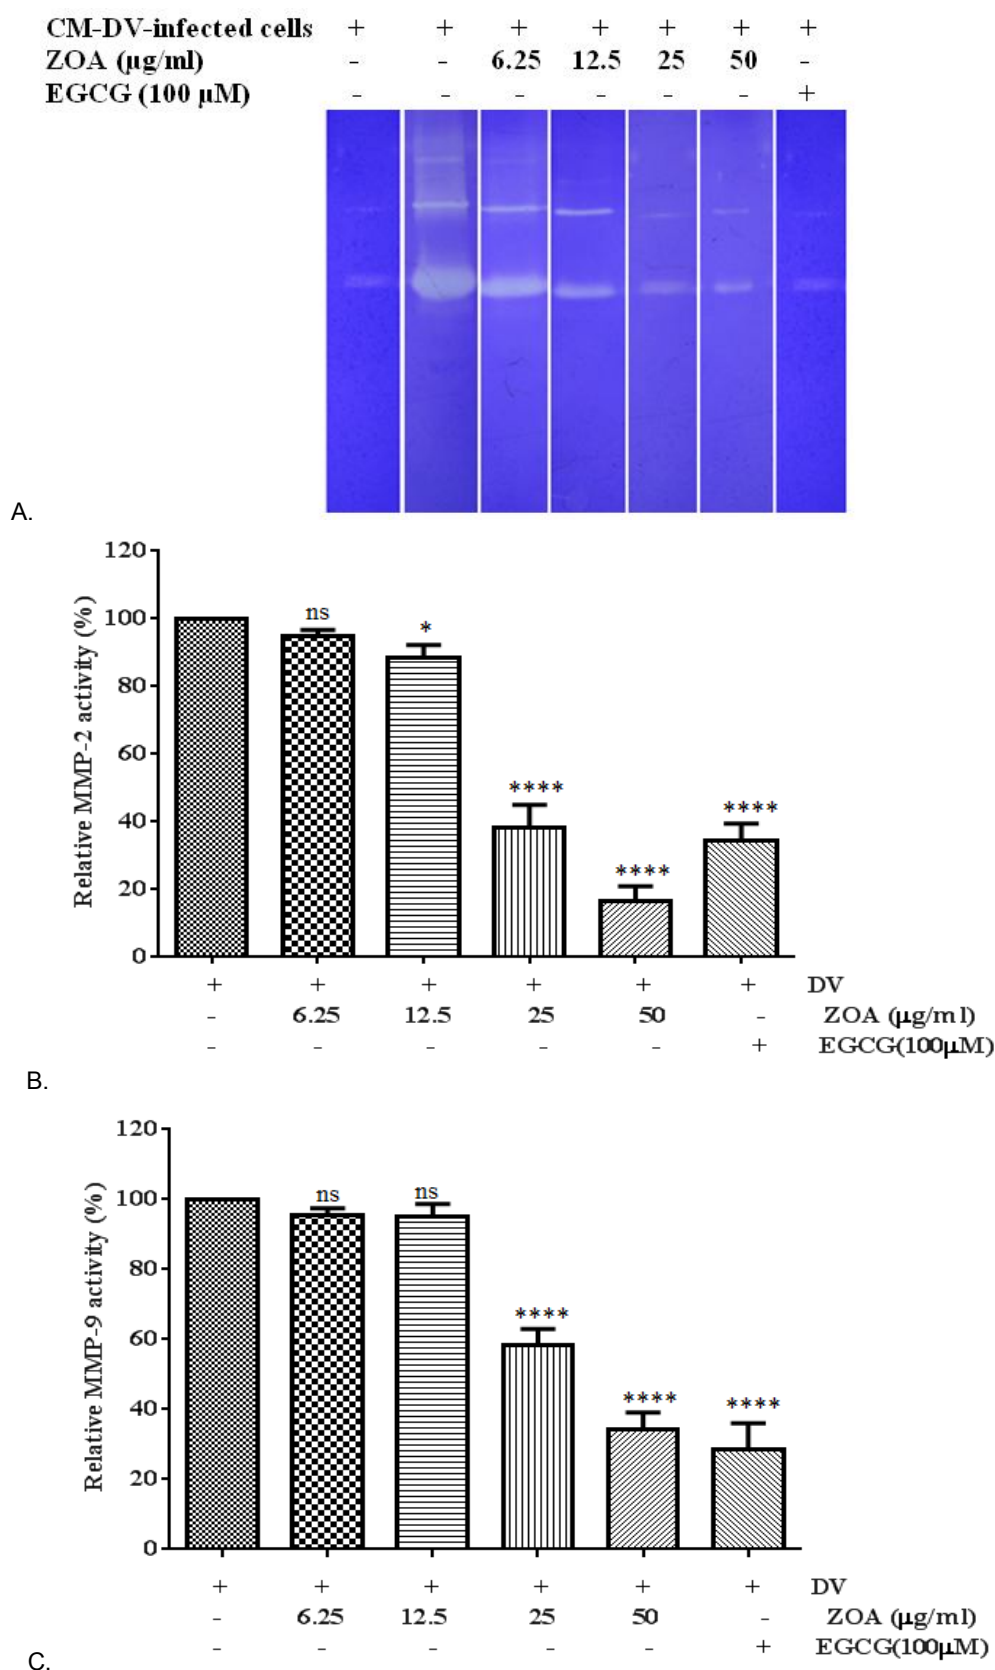 CM-DV-infected cells + + + + + + +
ZOA (μg/ml) - - 6.25 12.5 25 50 -
EGCG (100 μM) - - - - - - +
A.
120
100
80
60
40
20
0
Relative MMP-2 activity (%)
ns
*
****
****
****
+ + + + + + DV
- 6.25 12.5 25 50 - ZOA (μg/ml)
- - - - - + EGCG(100μM)
B.
120
100
80
60
40
20
0
Relative MMP-9 activity (%)
ns
ns
****
****
****
+ + + + + + DV
- 6.25 12.5 25 50 - ZOA (μg/ml)
- - - - - + EGCG(100μM)
C.